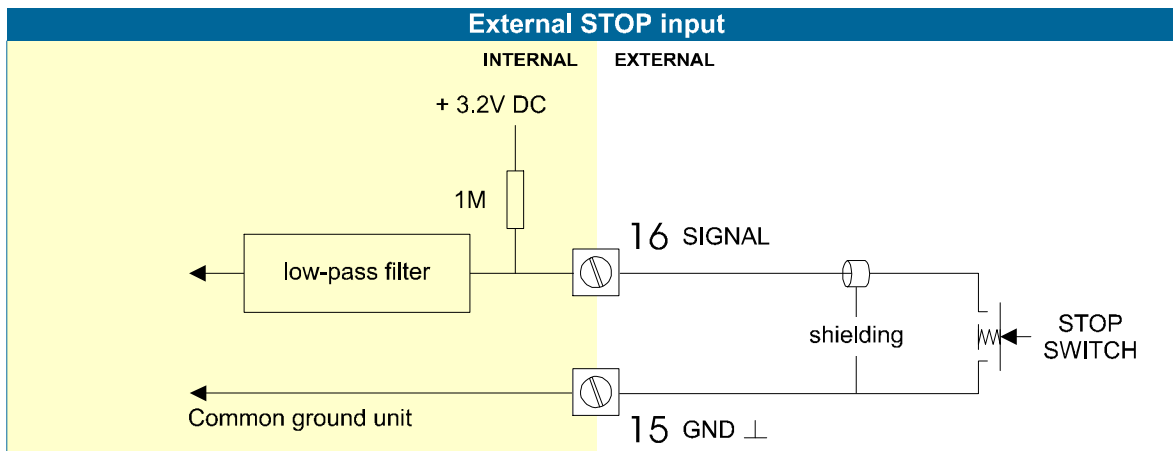 External STOP input
INTERNAL EXTERNAL
+ 3.2V DC
1M
16 SIGNAL
low-pass filter
shielding
STOP
SWITCH
Common ground unit
15 GND ⊥